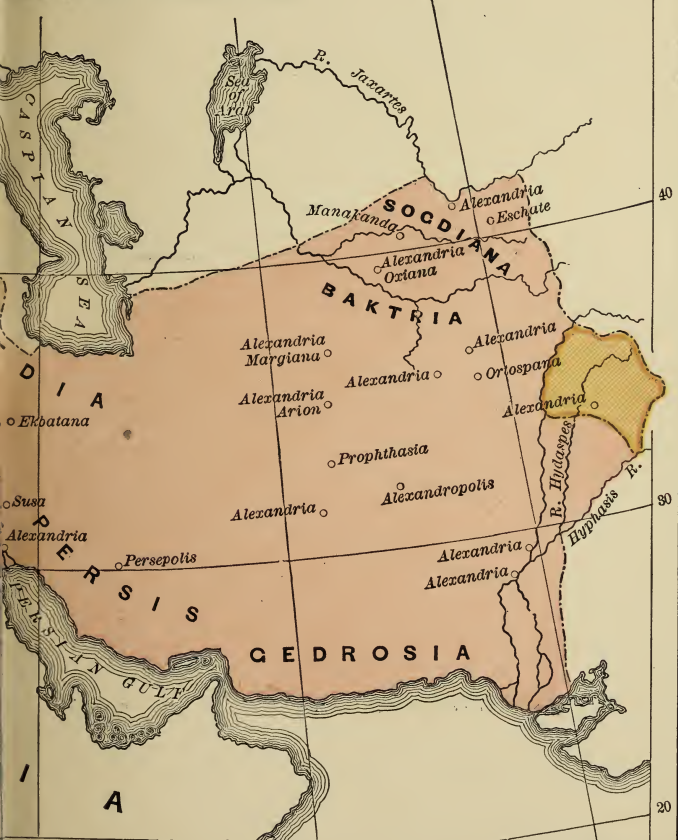 R. Jaxartes
Sea
of
Aral
CASPIAN
SEA
40
SOGDIANA
Alexandria
Eschate
Manakanda
Alexandria
Oxiana
BAKTRIA
Alexandria
Margiana
Alexandria
Alexandria
Ortospana
DIA
Alexandria
Arion
Alexandria
Ekbatana
R. Hydaspes
Prophthasia
R.
Hyphasis
Alexandropolis
Susa
30
Alexandria
Alexandria
PERSIS
Persepolis
Alexandria
Alexandria
PERSIAN GULF
GEDROSIA
I
A
20